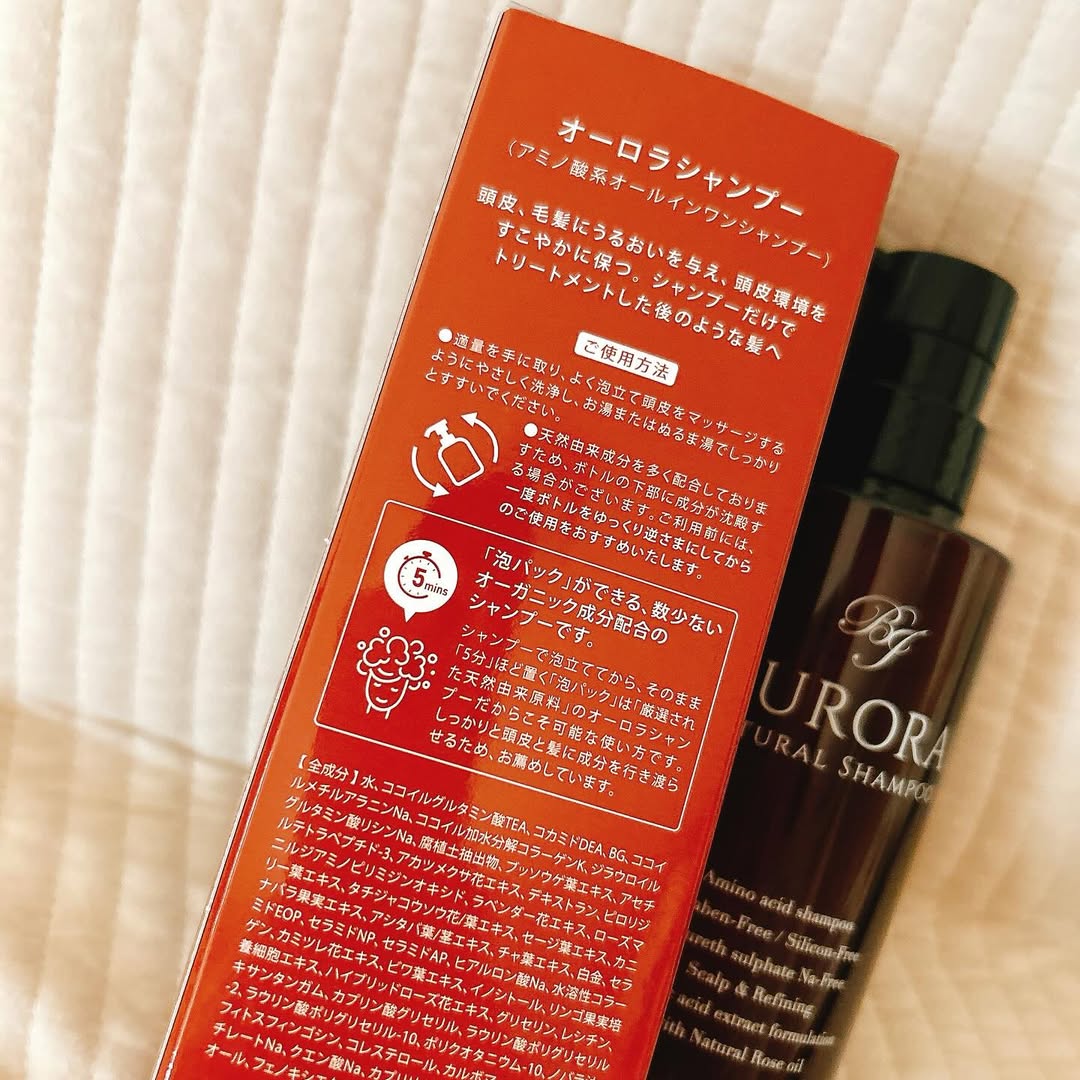 オーロラシャンプー
（アミノ酸系オールインワンシャンプー）
頭皮、毛髪にうるおいを与え、頭皮環境を
すこやかに保つ。シャンプーだけで
トリートメントした後のような髪へ
ご使用方法
●適量を手に取り、よく泡立て頭皮をマッサージする
ようにやさしく洗浄し、お湯またはぬるま湯でしっかり
とすすいでください。
●天然由来成分を多く配合しておりま
すため、ボトルの下部に成分が沈殿す
る場合がございます。ご利用前には、
一度ボトルをゆっくり逆さまにしてから
のご使用をおすすめいたします。
5 mins
「泡パック」ができる、数少ない
オーガニック成分配合の
シャンプーです。
シャンプーで泡立ててから、そのまま
「5分」ほど置く「泡パック」は「厳選され
た天然由来原料」のオーロラシャン
プーだからこそ可能な使い方です。
しっかりと頭皮と髪に成分を行き渡ら
せるため、お薦めしています。
【全成分】水、ココイルグルタミン酸TEA、コカミドDEA、BG、ココイ
ルメチルアラニンNa、ココイル加水分解コラーゲンK、ジラウロイル
グルタミン酸リシンNa、腐植土抽出物、ブッソウゲ葉エキス、アセチ
ルテトラペプチド-3、アカツメクサ花エキス、デキストラン、ピロリジ
ニルジアミノピリミジンオキシド、ラベンダー花エキス、ローズマ
リー葉エキス、タチジャコウソウ花/葉エキス、セージ葉エキス、カニ
ナバラ果実エキス、アシタバ葉/茎エキス、チャ葉エキス、白金、セラ
ミドEOP、セラミドNP、セラミドAP、ヒアルロン酸Na、水溶性コラー
ゲン、カミツレ花エキス、ビワ葉エキス、イノシトール、リンゴ果実培
養細胞エキス、ハイブリッドローズ花エキス、グリセリン、レシチン、
キサンタンガム、カプリン酸グリセリル、ラウリン酸ポリグリセリル
-2、ラウリン酸ポリグリセリル-10、ポリクオタニウム-10、ノバラ
フィトスフィンゴシン、コレステロール、カルボマ
チレートNa、クエン酸Na、カプリ
オール、フェノキシエ
BJ
URORA
TURAL SHAMPOO
Amino acid shampoo
aben-Free / Silicon-Free
ureth sulphate Na-Free
Scalp & Refining
acid extract formulation
ith Natural Rose oil